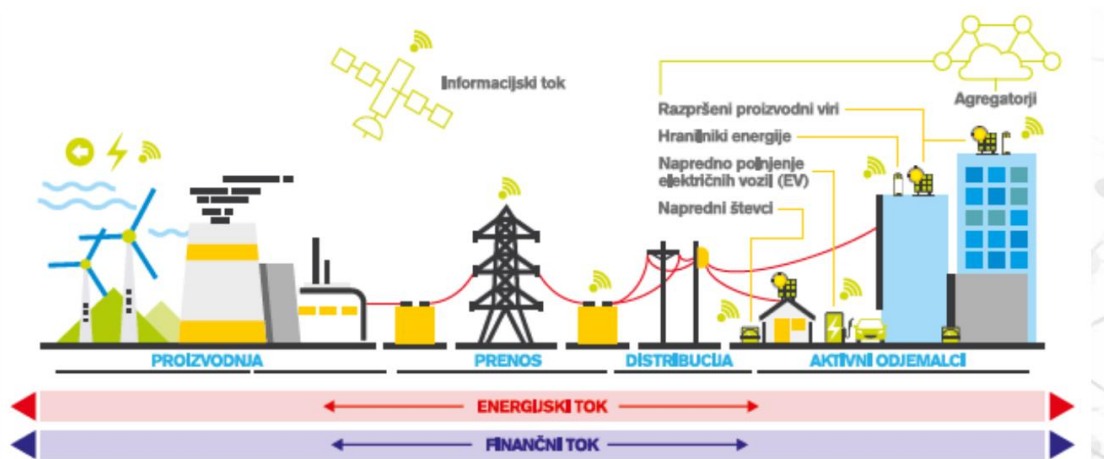 Informacijski tok
Agregatorji
Razpršeni proizvodni viri
Hranilniki energije
Napredno polnjenje
električnih vozil (EV)
Napredni števci
PROIZVODNJA
PRENOS
DISTRIBUCIJA
AKTIVNI ODJEMALCI
ENERGIJSKI TOK
FINANČNI TOK